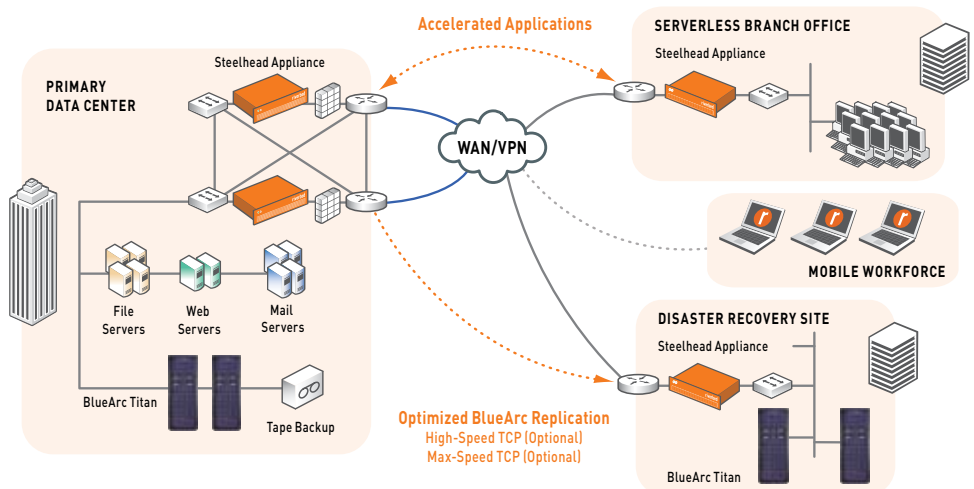 Accelerated Applications
SERVERLESS BRANCH OFFICE
Steelhead Appliance
PRIMARY
DATA CENTER
Steelhead Appliance
WAN/VPN
MOBILE WORKFORCE
File
Servers
Web
Servers
Mail
Servers
DISASTER RECOVERY SITE
Steelhead Appliance
BlueArc Titan
Tape Backup
Optimized BlueArc Replication
High-Speed TCP (Optional)
Max-Speed TCP (Optional)
BlueArc Titan